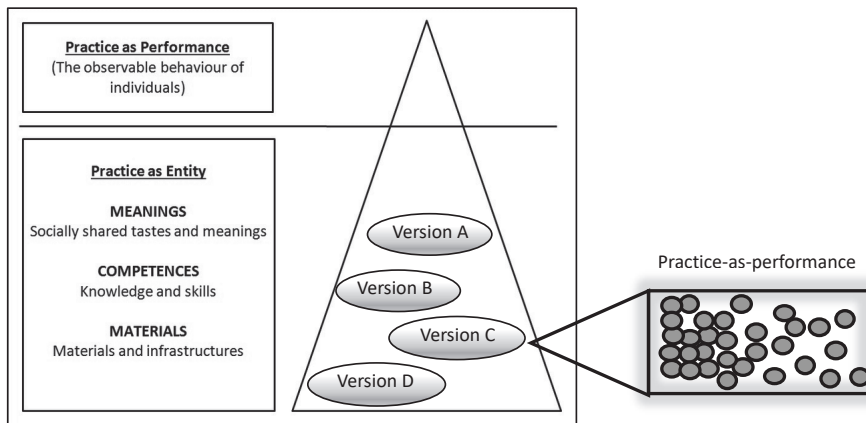 Practice as Performance
(The observable behaviour of
individuals)
Practice as Entity
MEANINGS
Socially shared tastes and meanings
COMPETENCES
Knowledge and skills
MATERIALS
Materials and infrastructures
Version A
Version B
Version C
Version D
Practice-as-performance